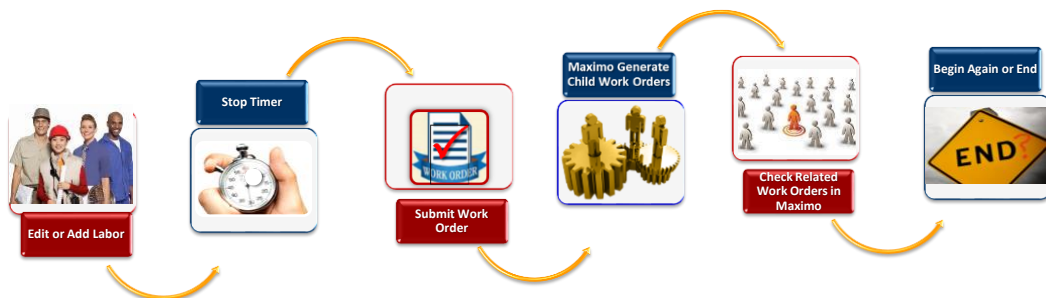 Edit or Add Labor
Stop Timer
WORK ORDER
Submit Work
Order
Maximo Generate
Child Work Orders
Check Related
Work Orders in
Maximo
Begin Again or End
END?